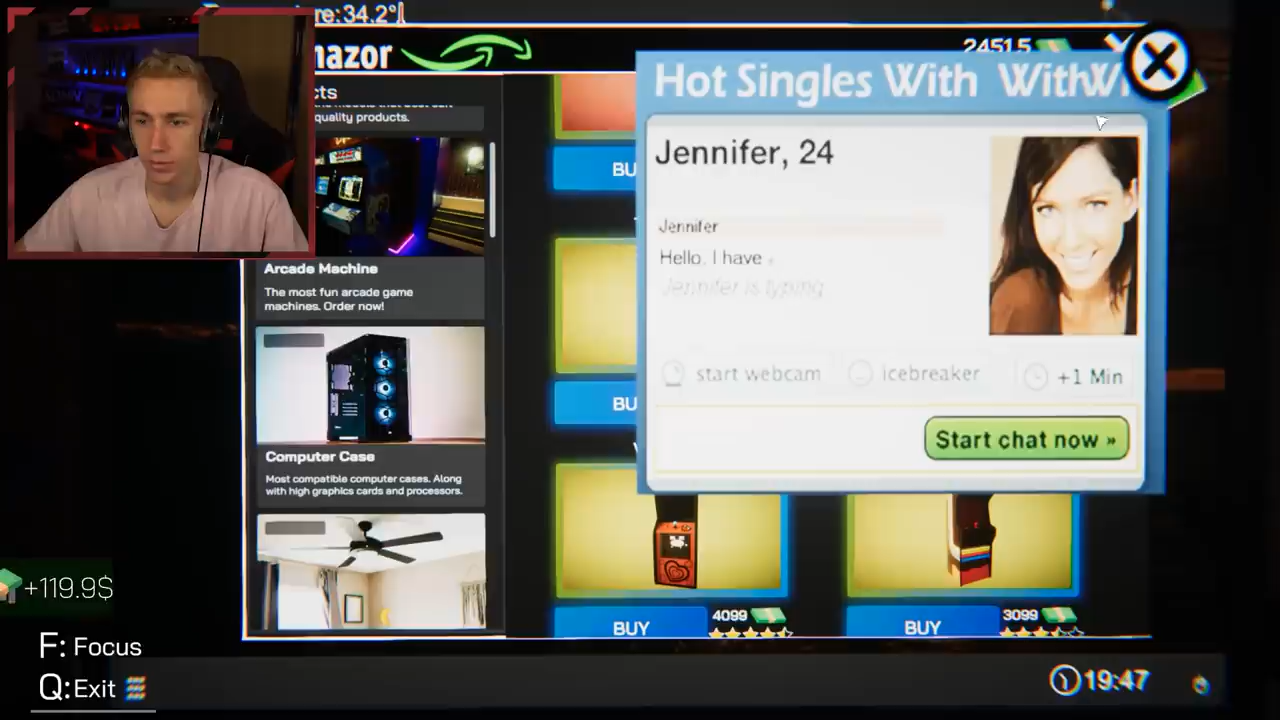 re:34.2°
mazor
24515
cts
quality products.
Arcade Machine
The most fun arcade game
machines. Order now!
Computer Case
Most compatible computer cases. Along
with high graphics cards and processors.
BU
BU
Hot Singles With WithWi
Jennifer, 24
Jennifer
Hello, I have
Jennifer is typing
start webcam
icebreaker
+1 Min
Start chat now »
BUY
4099
BUY
3099
+119.9$
F: Focus
Q: Exit
19:47